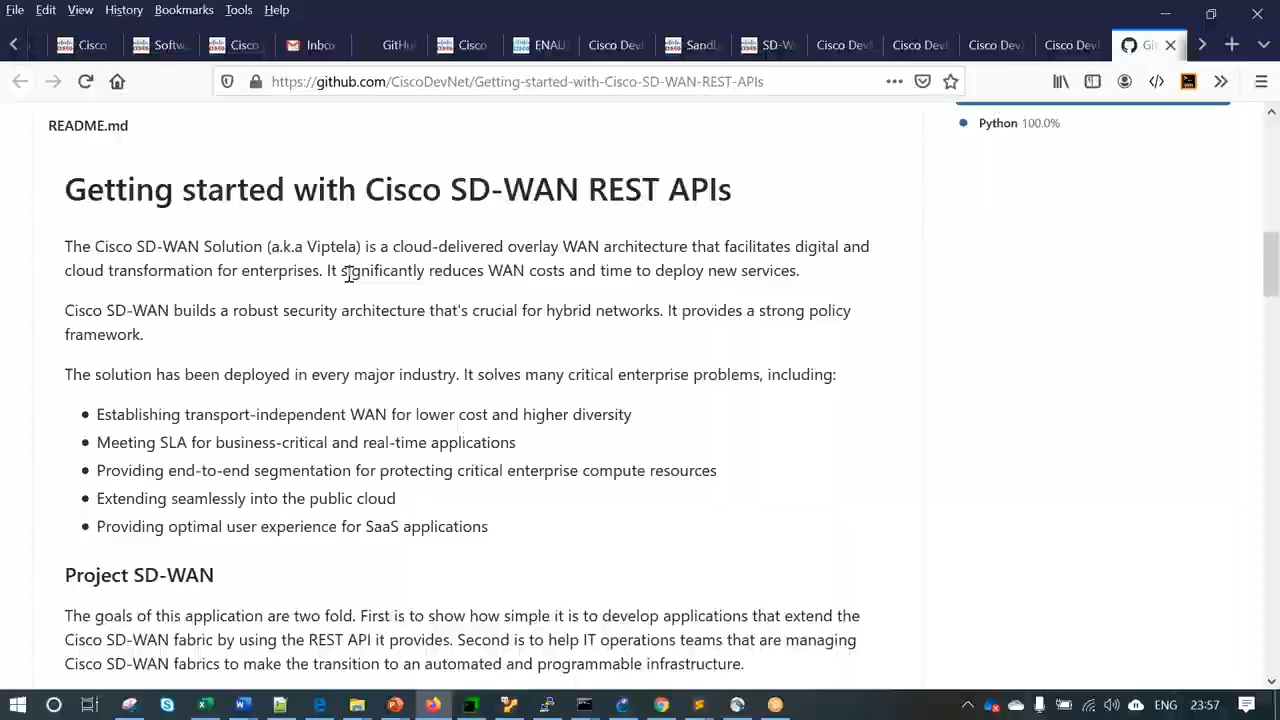 File Edit View History Bookmarks Tools Help
Cisco Softw Cisco Inbox GitHu Cisco ENAU Cisco Devl Sandl SD-W Cisco Devl Cisco Devl Cisco Devl Cisco Devl Git
https://github.com/CiscoDevNet/Getting-started-with-Cisco-SD-WAN-REST-APIs
README.md
Python 100.0%
Getting started with Cisco SD-WAN REST APIs
The Cisco SD-WAN Solution (a.k.a Viptela) is a cloud-delivered overlay WAN architecture that facilitates digital and
cloud transformation for enterprises. It significantly reduces WAN costs and time to deploy new services.
Cisco SD-WAN builds a robust security architecture that's crucial for hybrid networks. It provides a strong policy
framework.
The solution has been deployed in every major industry. It solves many critical enterprise problems, including:
Establishing transport-independent WAN for lower cost and higher diversity
Meeting SLA for business-critical and real-time applications
Providing end-to-end segmentation for protecting critical enterprise compute resources
Extending seamlessly into the public cloud
Providing optimal user experience for SaaS applications
Project SD-WAN
The goals of this application are two fold. First is to show how simple it is to develop applications that extend the
Cisco SD-WAN fabric by using the REST API it provides. Second is to help IT operations teams that are managing
Cisco SD-WAN fabrics to make the transition to an automated and programmable infrastructure.
ENG 23:57